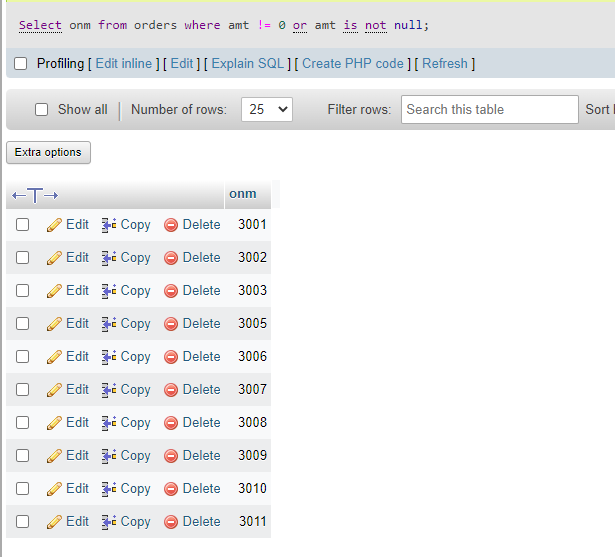 Select onm from orders where amt != 0 or amt is not null;
Profiling [ Edit inline ] [ Edit ] [ Explain SQL ] [ Create PHP code ] [ Refresh ]
Show all Number of rows: 25 Filter rows: Search this table Sort
Extra options
←T→ onm
Edit Copy Delete 3001
Edit Copy Delete 3002
Edit Copy Delete 3003
Edit Copy Delete 3005
Edit Copy Delete 3006
Edit Copy Delete 3007
Edit Copy Delete 3008
Edit Copy Delete 3009
Edit Copy Delete 3010
Edit Copy Delete 3011